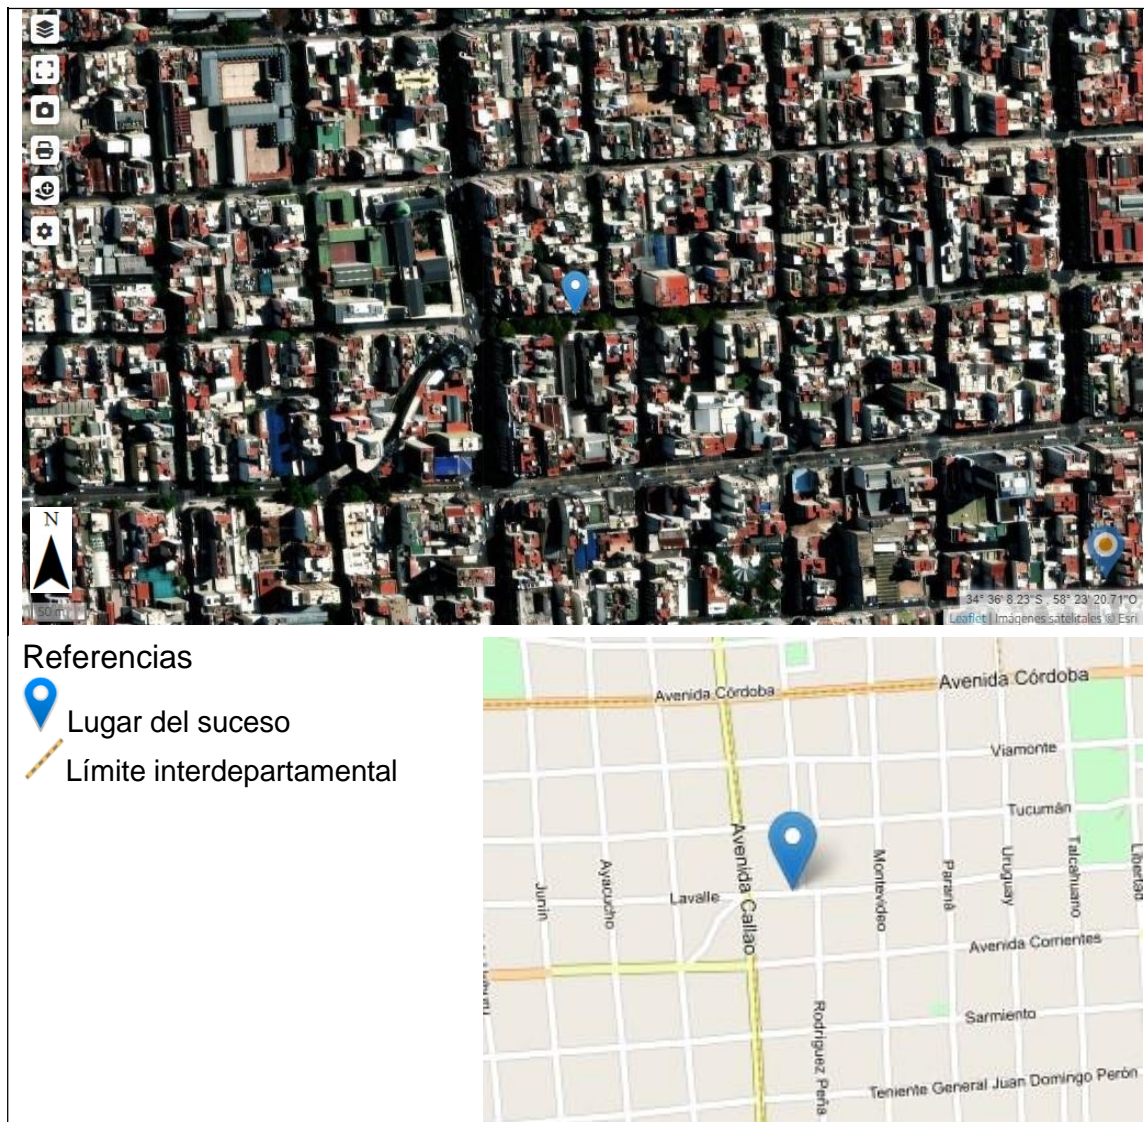 N
50 m
34° 36' 8.23"S , 58° 23' 20.71"O
Leaflet | Imágenes satelitales © Esri
Referencias
Lugar del suceso
Límite interdepartamental
Avenida Córdoba
Avenida Córdoba
Viamonte
Tucumán
Avenida Callao
Junín
Ayacucho
Lavalle
Montevideo
Paraná
Uruguay
Talcahuano
Libertad
Avenida Corrientes
Rodríguez Peña
Sarmiento
Teniente General Juan Domingo Perón